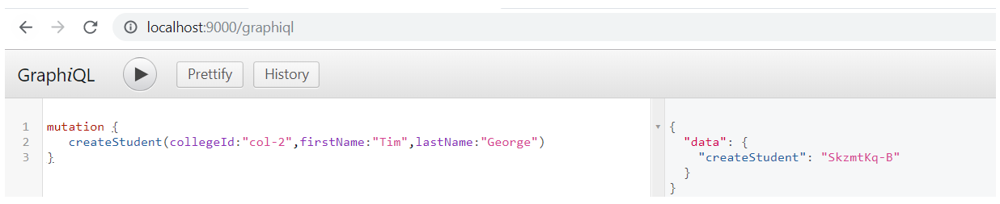 localhost:9000/graphiql
GraphiQL Prettify History
1 mutation {
2 createStudent(collegeId:"col-2",firstName:"Tim",lastName:"George")
3 }
{
"data": {
"createStudent": "SkzmtKq-B"
}
}